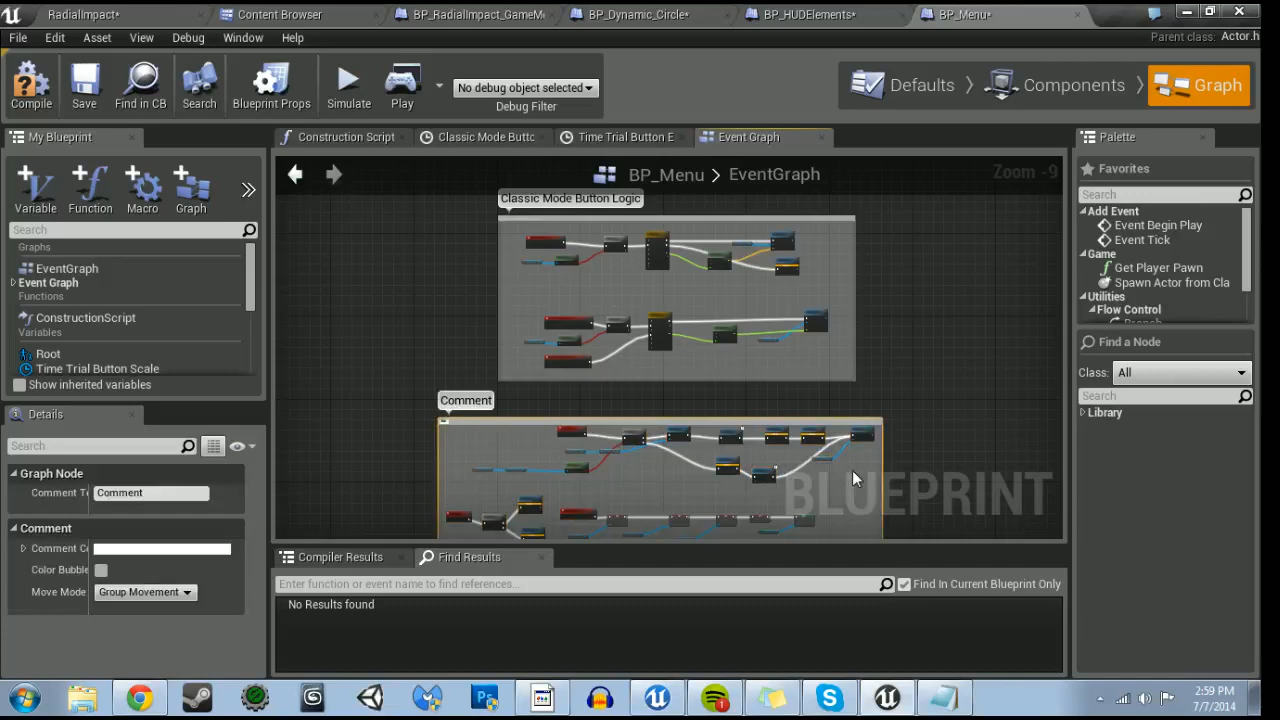 RadialImpact*
Content Browser
BP_RadialImpact_GameM
BP_Dynamic_Circle*
BP_HUDElements*
BP_Menu*
File Edit Asset View Debug Window Help
Parent class: Actor.h
Compile
Save
Find in CB
Search
Blueprint Props
Simulate
Play
No debug object selected
Debug Filter
Defaults
Components
Graph
My Blueprint
Construction Script
Classic Mode Buttc
Time Trial Button E
Event Graph
Palette
Variable
Function
Macro
Graph
BP_Menu > EventGraph
Zoom -9
Favorites
Search
Search
Graphs
EventGraph
Event Graph
Functions
ConstructionScript
Variables
Root
Time Trial Button Scale
Show inherited variables
Classic Mode Button Logic
Comment
BLUEPRINT
Add Event
Event Begin Play
Event Tick
Game
Get Player Pawn
Spawn Actor from Cla
Utilities
Flow Control
Find a Node
Class: All
Search
Library
Details
Search
Graph Node
Comment T
Comment
Comment
Comment C
Color Bubble
Move Mode
Group Movement
Compiler Results
Find Results
Enter function or event name to find references...
Find In Current Blueprint Only
No Results found
2:59 PM
7/7/2014